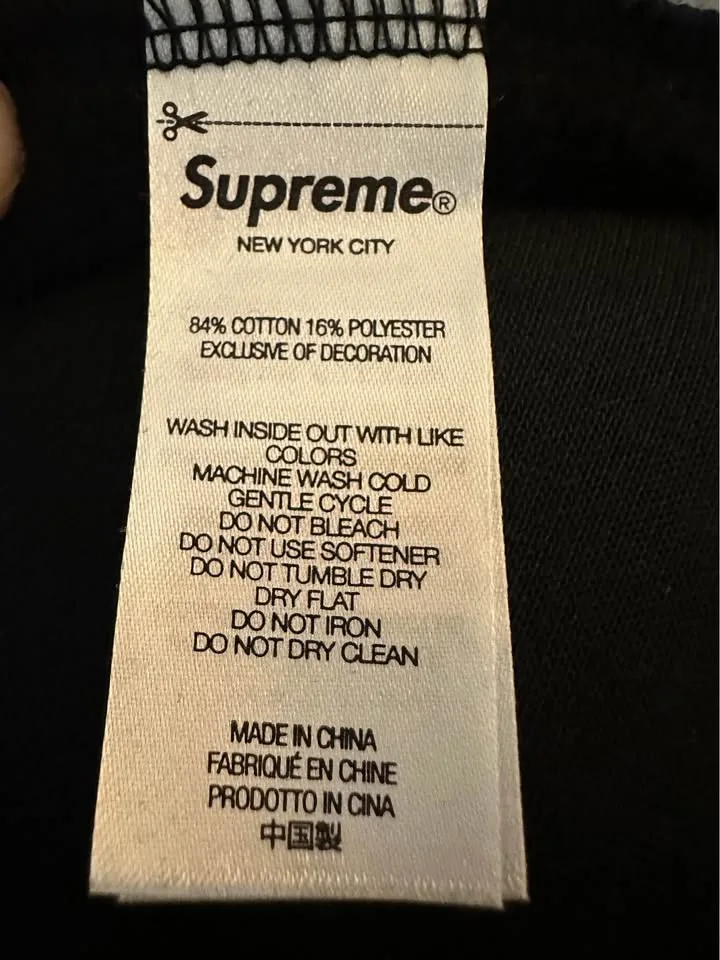 Supreme®
NEW YORK CITY
84% COTTON 16% POLYESTER
EXCLUSIVE OF DECORATION
WASH INSIDE OUT WITH LIKE
COLORS
MACHINE WASH COLD
GENTLE CYCLE
DO NOT BLEACH
DO NOT USE SOFTENER
DO NOT TUMBLE DRY
DRY FLAT
DO NOT IRON
DO NOT DRY CLEAN
MADE IN CHINA
FABRIQUÉ EN CHINE
PRODOTTO IN CINA
中国製